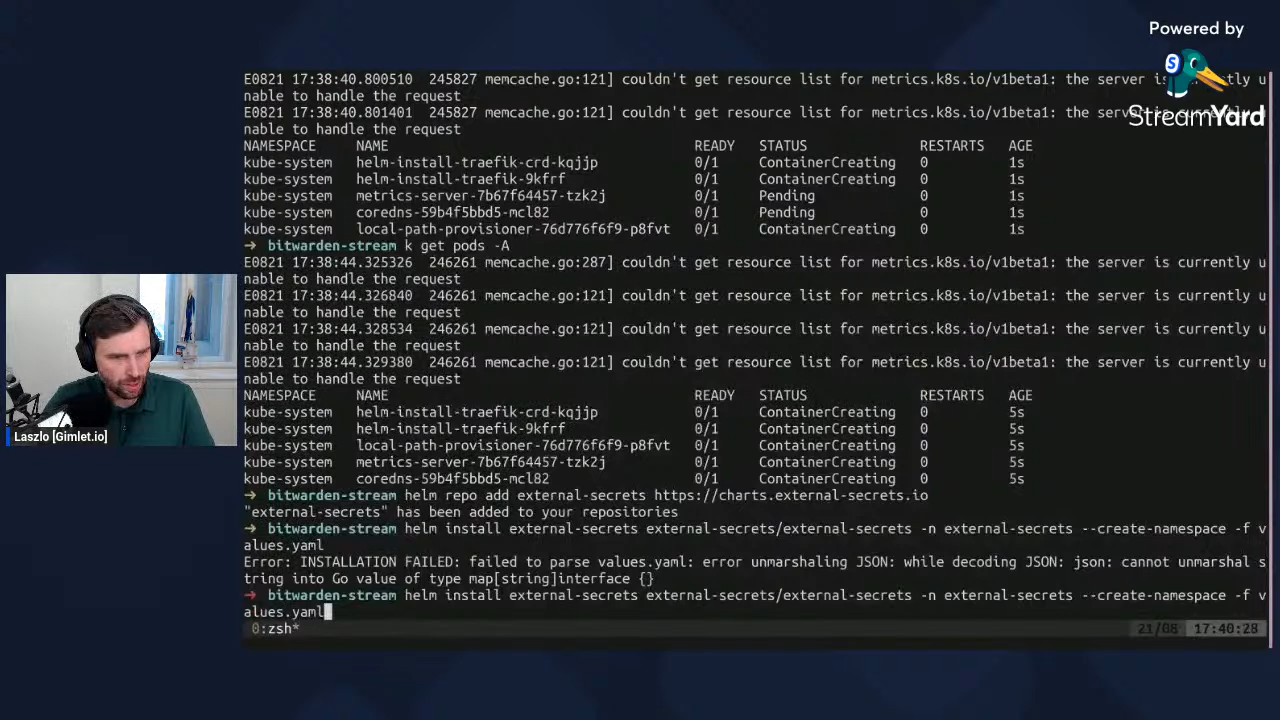 Powered by
StreamYard
E0821 17:38:40.800510  245827 memcache.go:121] couldn't get resource list for metrics.k8s.io/v1beta1: the server is currently u
nable to handle the request
E0821 17:38:40.801401  245827 memcache.go:121] couldn't get resource list for metrics.k8s.io/v1beta1: the server is currently u
nable to handle the request
NAMESPACE     NAME                                      READY   STATUS              RESTARTS   AGE
kube-system   helm-install-traefik-crd-kqjjp            0/1     ContainerCreating   0          1s
kube-system   helm-install-traefik-9kfrf                0/1     ContainerCreating   0          1s
kube-system   metrics-server-7b67f64457-tzk2j           0/1     Pending             0          1s
kube-system   coredns-59b4f5bbd5-mcl82                  0/1     Pending             0          1s
kube-system   local-path-provisioner-76d776f6f9-p8fvt   0/1     ContainerCreating   0          1s
→ bitwarden-stream k get pods -A
E0821 17:38:44.325326  246261 memcache.go:287] couldn't get resource list for metrics.k8s.io/v1beta1: the server is currently u
nable to handle the request
E0821 17:38:44.326840  246261 memcache.go:121] couldn't get resource list for metrics.k8s.io/v1beta1: the server is currently u
nable to handle the request
E0821 17:38:44.328534  246261 memcache.go:121] couldn't get resource list for metrics.k8s.io/v1beta1: the server is currently u
nable to handle the request
E0821 17:38:44.329380  246261 memcache.go:121] couldn't get resource list for metrics.k8s.io/v1beta1: the server is currently u
nable to handle the request
NAMESPACE     NAME                                      READY   STATUS              RESTARTS   AGE
kube-system   helm-install-traefik-crd-kqjjp            0/1     ContainerCreating   0          5s
kube-system   helm-install-traefik-9kfrf                0/1     ContainerCreating   0          5s
kube-system   local-path-provisioner-76d776f6f9-p8fvt   0/1     ContainerCreating   0          5s
kube-system   metrics-server-7b67f64457-tzk2j           0/1     ContainerCreating   0          5s
kube-system   coredns-59b4f5bbd5-mcl82                  0/1     ContainerCreating   0          5s
→ bitwarden-stream helm repo add external-secrets https://charts.external-secrets.io
"external-secrets" has been added to your repositories
→ bitwarden-stream helm install external-secrets external-secrets/external-secrets -n external-secrets --create-namespace -f v
alues.yaml
Error: INSTALLATION FAILED: failed to parse values.yaml: error unmarshaling JSON: while decoding JSON: json: cannot unmarshal s
tring into Go value of type map[string]interface {}
→ bitwarden-stream helm install external-secrets external-secrets/external-secrets -n external-secrets --create-namespace -f v
alues.yaml
0:zsh*
21/08 17:40:28
Laszlo [Gimlet.io]